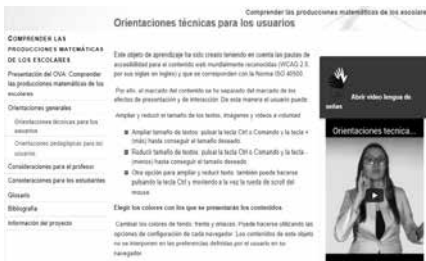 Comprender las producciones matemáticas de los escolares
Orientaciones técnicas para los usuarios
COMPRENDER LAS
PRODUCCIONES MATEMÁTICAS
DE LOS ESCOLARES
Presentación del OVA: Comprender
las producciones matemáticas de los
escolares
Orientaciones generales
Orientaciones técnicas para los
usuarios
Orientaciones pedagógicas para los
usuarios
Consideraciones para el profesor
Consideraciones para los estudiantes
Glosario
Bibliografía
Información del proyecto
Este objeto de aprendizaje ha sido creado teniendo en cuenta las pautas de
accesibilidad para el contenido web mundialmente reconocidas (WCAG 2.0,
por sus siglas en inglés) y que se corresponden con la Norma ISO 40500.
Por ello, el marcado del contenido se ha separado del marcado de los
efectos de presentación y de interacción. De esta manera el usuario puede:
Ampliar y reducir el tamaño de los textos, imágenes y videos a voluntad
Ampliar tamaño de textos: pulsar la tecla Ctrl o Comando y la tecla +
(más) hasta conseguir el tamaño deseado.
Reducir tamaño de textos: pulsar la tecla Ctrl o Comando y la tecla -
(menos) hasta conseguir el tamaño deseado.
Otra opción para ampliar y reducir texto: también puede hacerse
pulsando la tecla Ctrl y moviendo a la vez la rueda de scroll del
mouse.
Elegir los colores con los que se presentarán los contenidos.
Cambiar los colores de fondo, frente y enlaces. Puede hacerse utilizando las
opciones de configuración de cada navegador. Los contenidos de este objeto
no se interponen en las preferencias definidas por el usuario en su
navegador.
Abrir video lengua de
señas
Orientaciones tecnica...